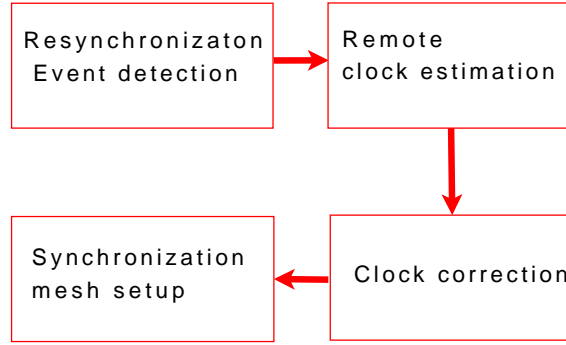 Resynchronizaton
Event detection
Remote
clock estimation
Clock correction
Synchronization
mesh setup